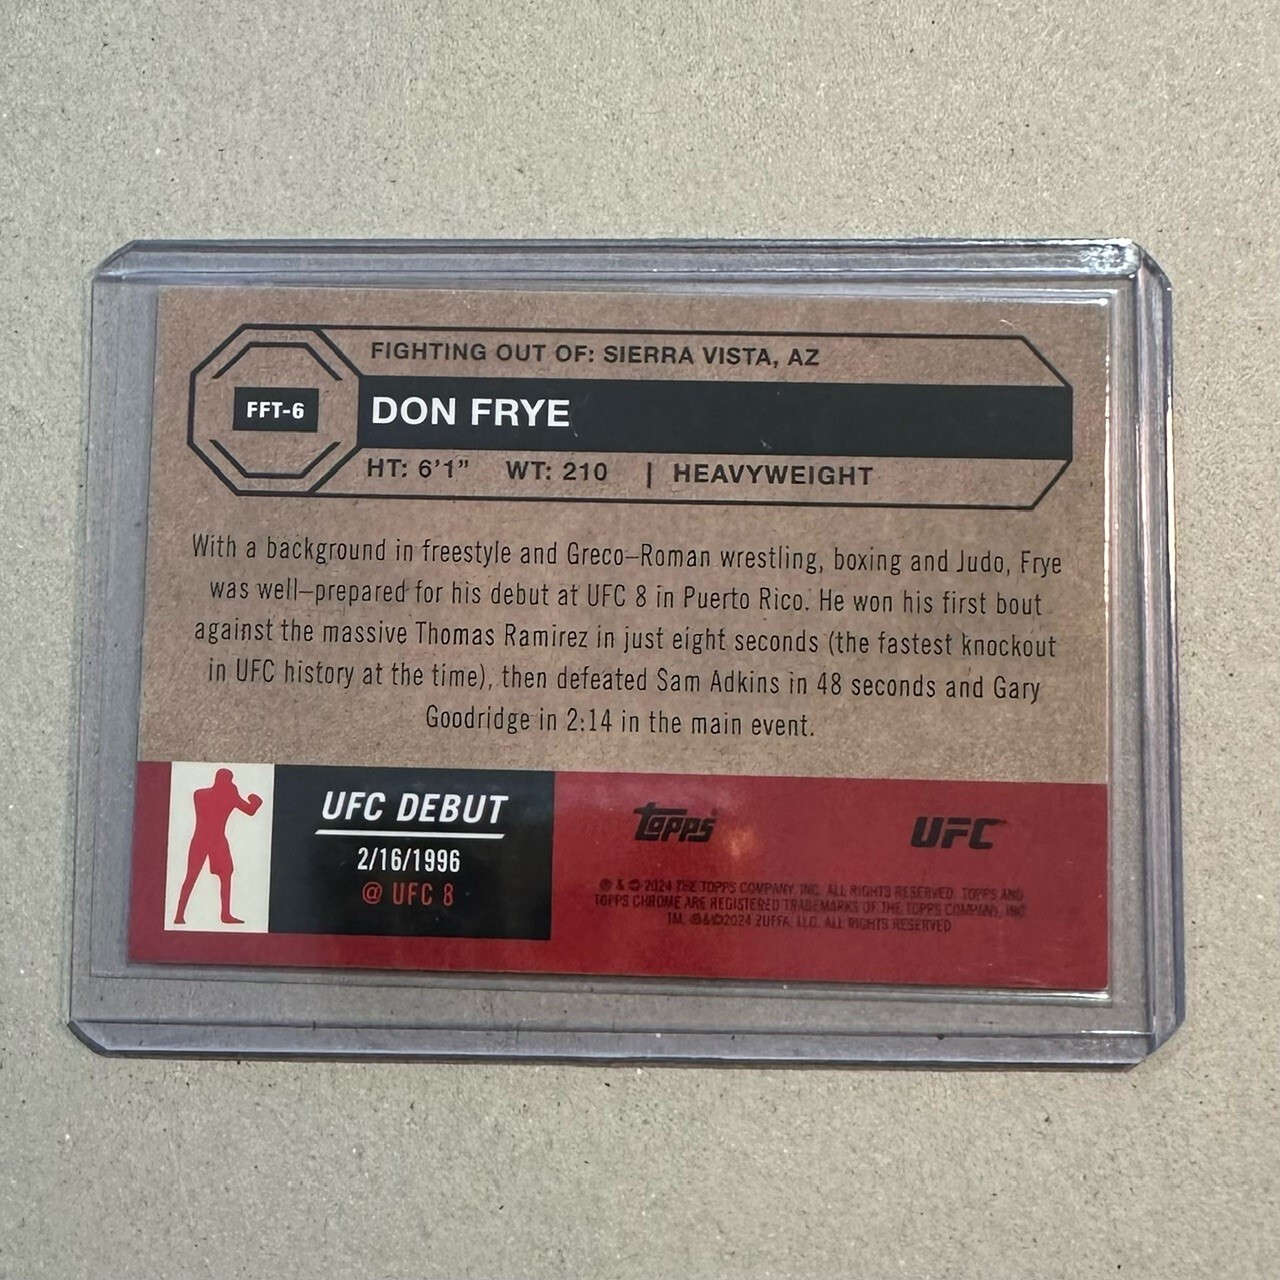 FIGHTING OUT OF: SIERRA VISTA, AZ
FFT-6
DON FRYE
HT: 6'1" WT: 210 | HEAVYWEIGHT
With a background in freestyle and Greco–Roman wrestling, boxing and Judo, Frye
was well–prepared for his debut at UFC 8 in Puerto Rico. He won his first bout
against the massive Thomas Ramirez in just eight seconds (the fastest knockout
in UFC history at the time), then defeated Sam Adkins in 48 seconds and Gary
Goodridge in 2:14 in the main event.
UFC DEBUT
2/16/1996
@ UFC 8
topps
UFC
® & © 2024 THE TOPPS COMPANY, INC. ALL RIGHTS RESERVED. TOPPS AND
TOPPS CHROME ARE REGISTERED TRADEMARKS OF THE TOPPS COMPANY, INC.
TM, ®&©2024 ZUFFA, LLC. ALL RIGHTS RESERVED